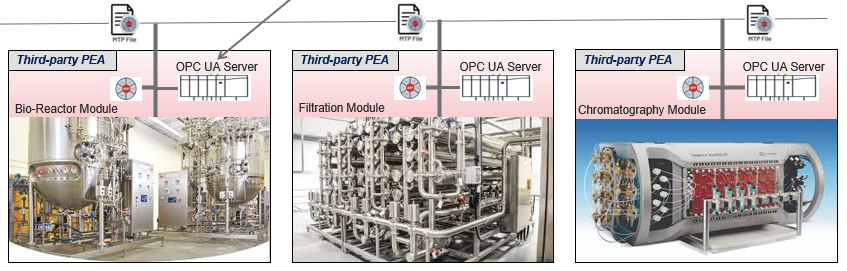 MTP File
MTP File
MTP File
Third-party PEA
OPC UA Server
Bio-Reactor Module
Third-party PEA
OPC UA Server
Filtration Module
Third-party PEA
OPC UA Server
Chromatography Module